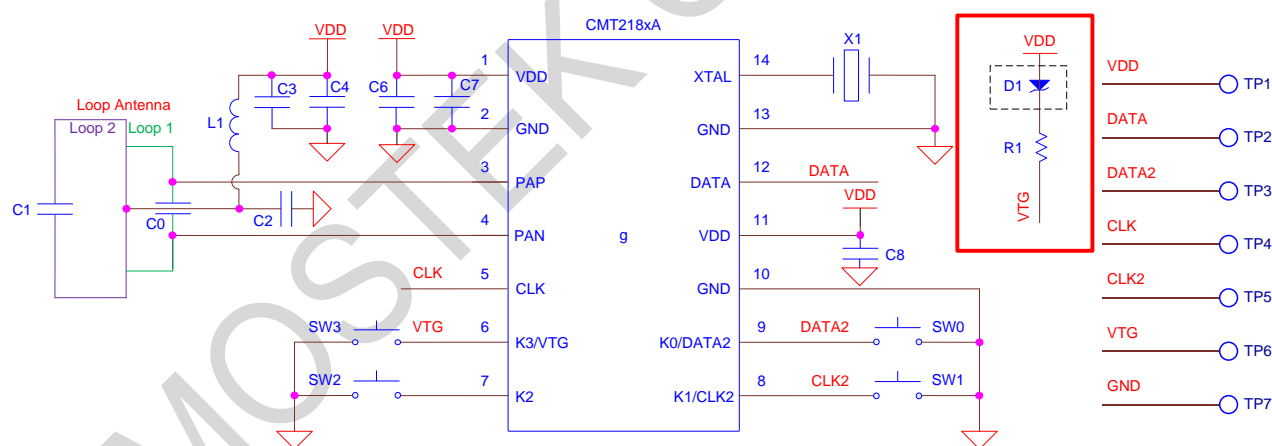 CMT218xA
VDD
VDD
1
VDD
C3
C4
C6
C7
2
GND
Loop Antenna
Loop 2
Loop 1
L1
3
PAP
C1
C0
C2
4
PAN
g
CLK
5
CLK
SW3
VTG
6
K3/VTG
SW2
7
K2
X1
14
XTAL
13
GND
12
DATA
DATA
VDD
11
VDD
C8
10
GND
9
K0/DATA2
DATA2
SW0
8
K1/CLK2
CLK2
SW1
VDD
D1
R1
VTG
VDD
TP1
DATA
TP2
DATA2
TP3
CLK
TP4
CLK2
TP5
VTG
TP6
GND
TP7
MOSTEK